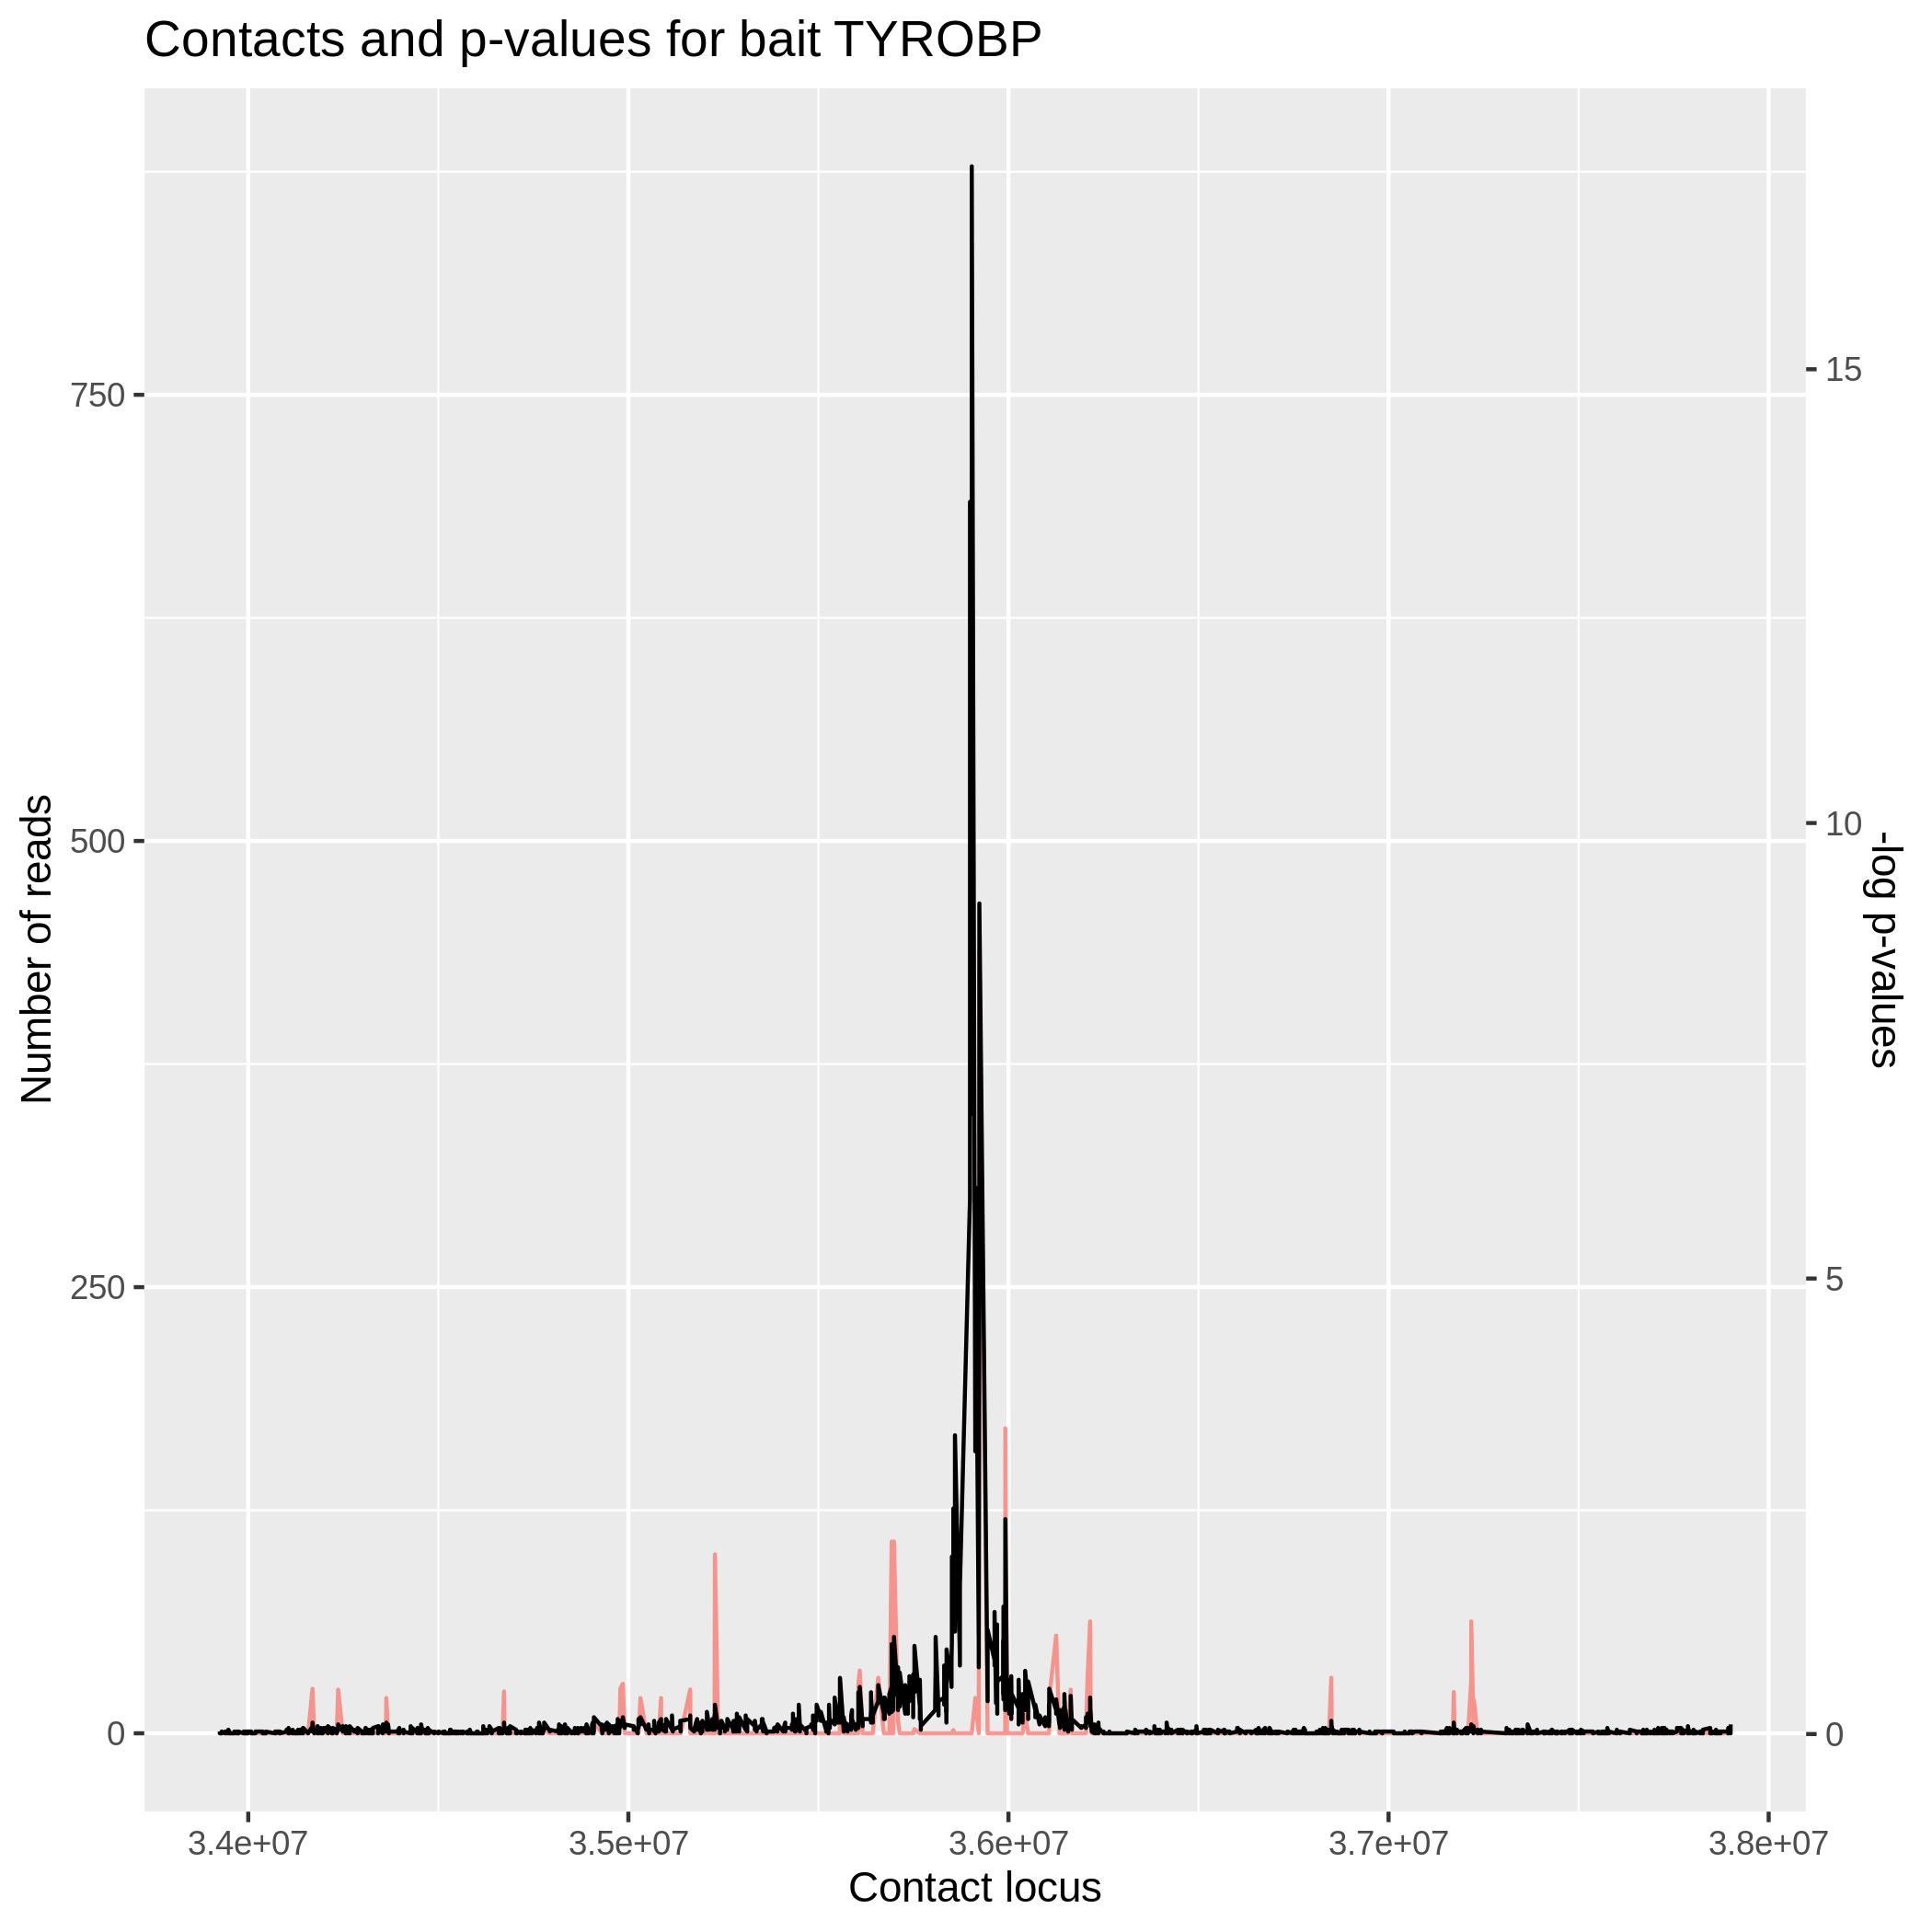 Contacts and p-values for bait TYROBP
750
500
250
0
Number of reads
15
10
5
0
-log p-values
3.4e+07
3.5e+07
3.6e+07
3.7e+07
3.8e+07
Contact locus